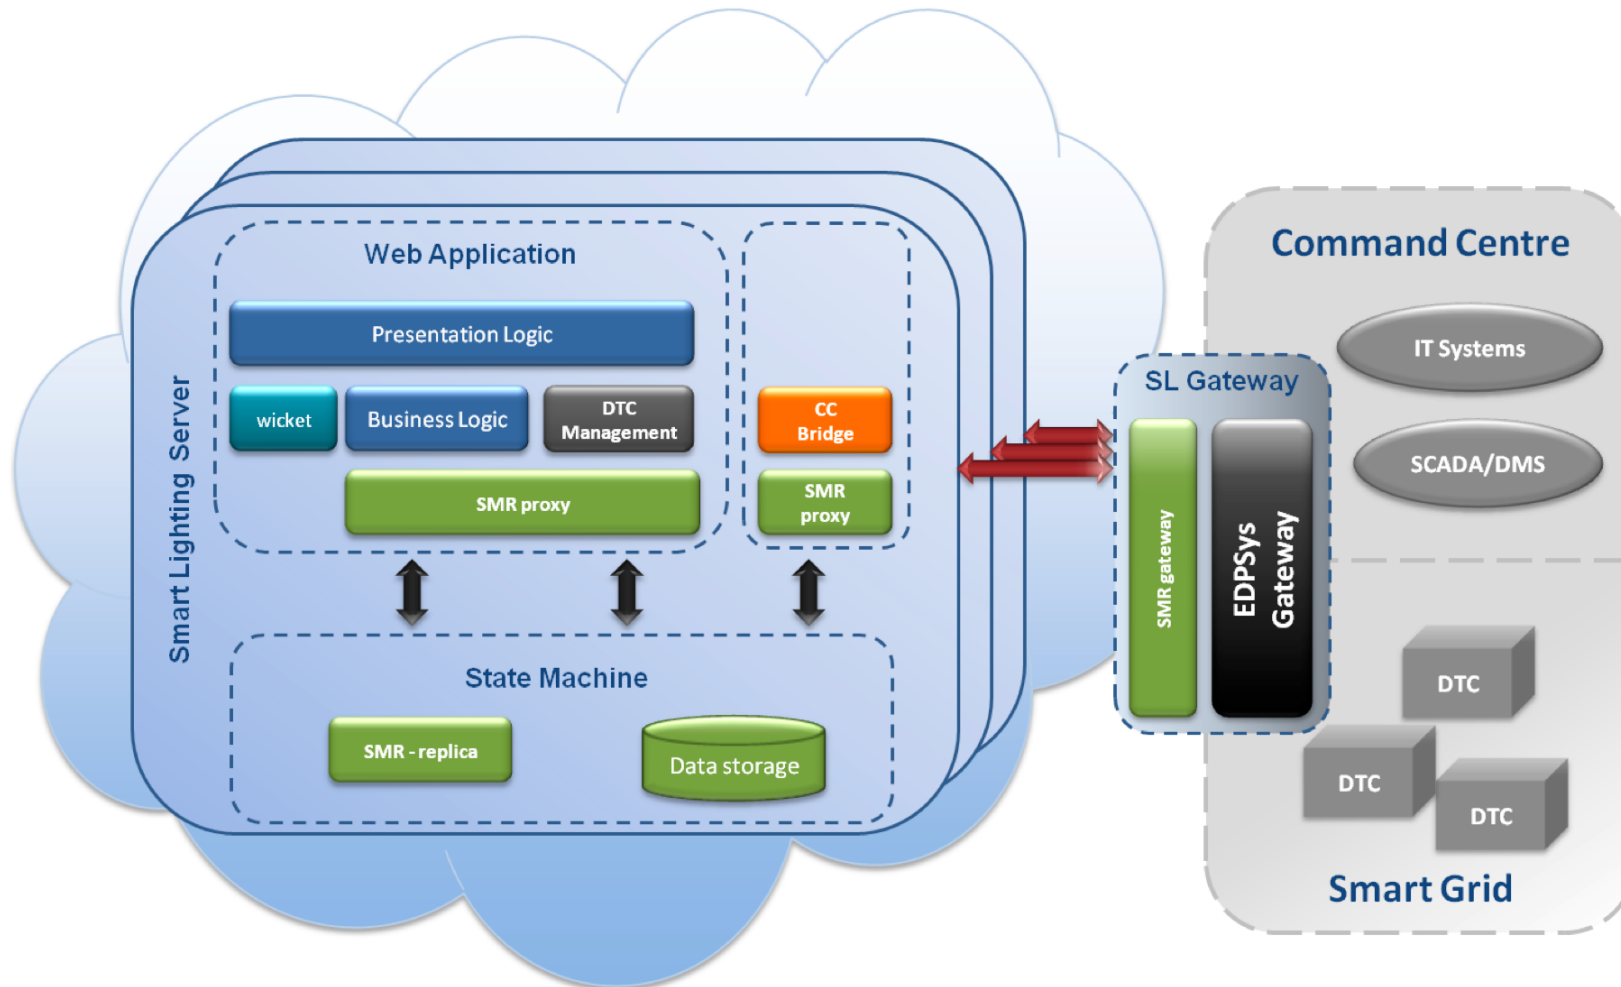 Smart Lighting Server
Web Application
Presentation Logic
wicket
Business Logic
DTC
Management
SMR proxy
CC
Bridge
SMR
proxy
State Machine
SMR - replica
Data storage
SL Gateway
SMR gateway
EDPSys
Gateway
Command Centre
IT Systems
SCADA/DMS
DTC
DTC
DTC
Smart Grid